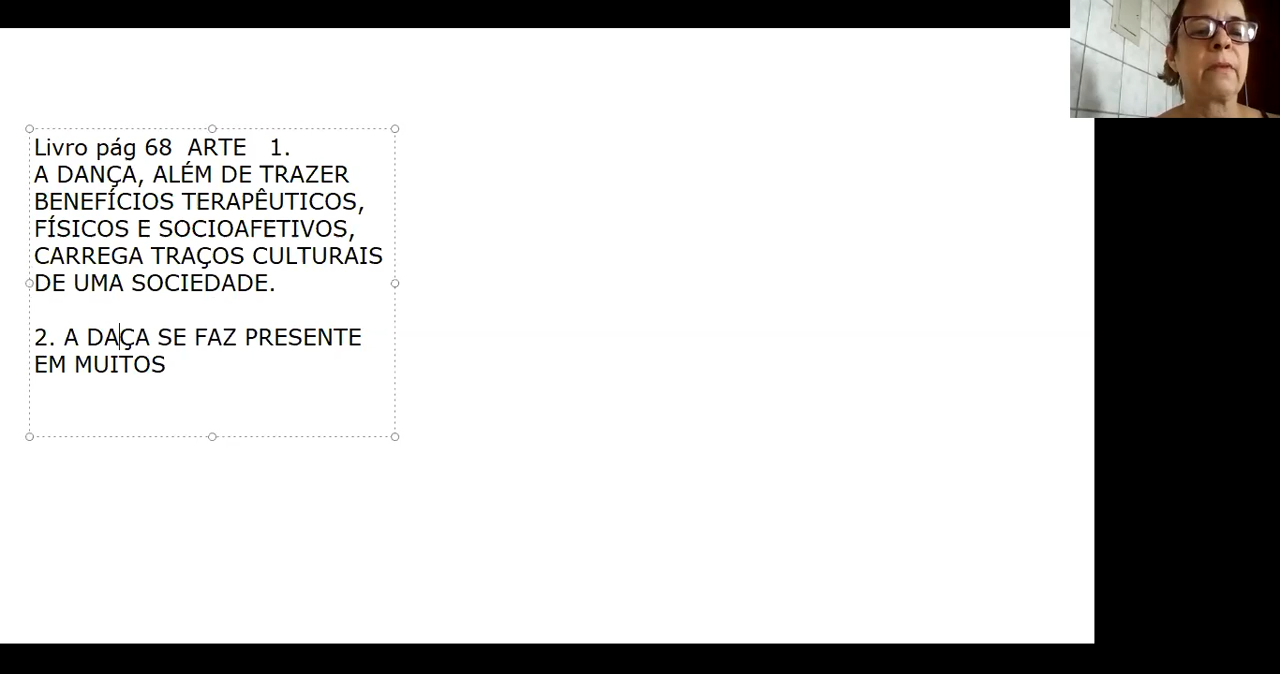 Livro pág 68  ARTE   1.
A DANÇA, ALÉM DE TRAZER
BENEFÍCIOS TERAPÊUTICOS,
FÍSICOS E SOCIOAFETIVOS,
CARREGA TRAÇOS CULTURAIS
DE UMA SOCIEDADE.
2. A DAÇA SE FAZ PRESENTE
EM MUITOS